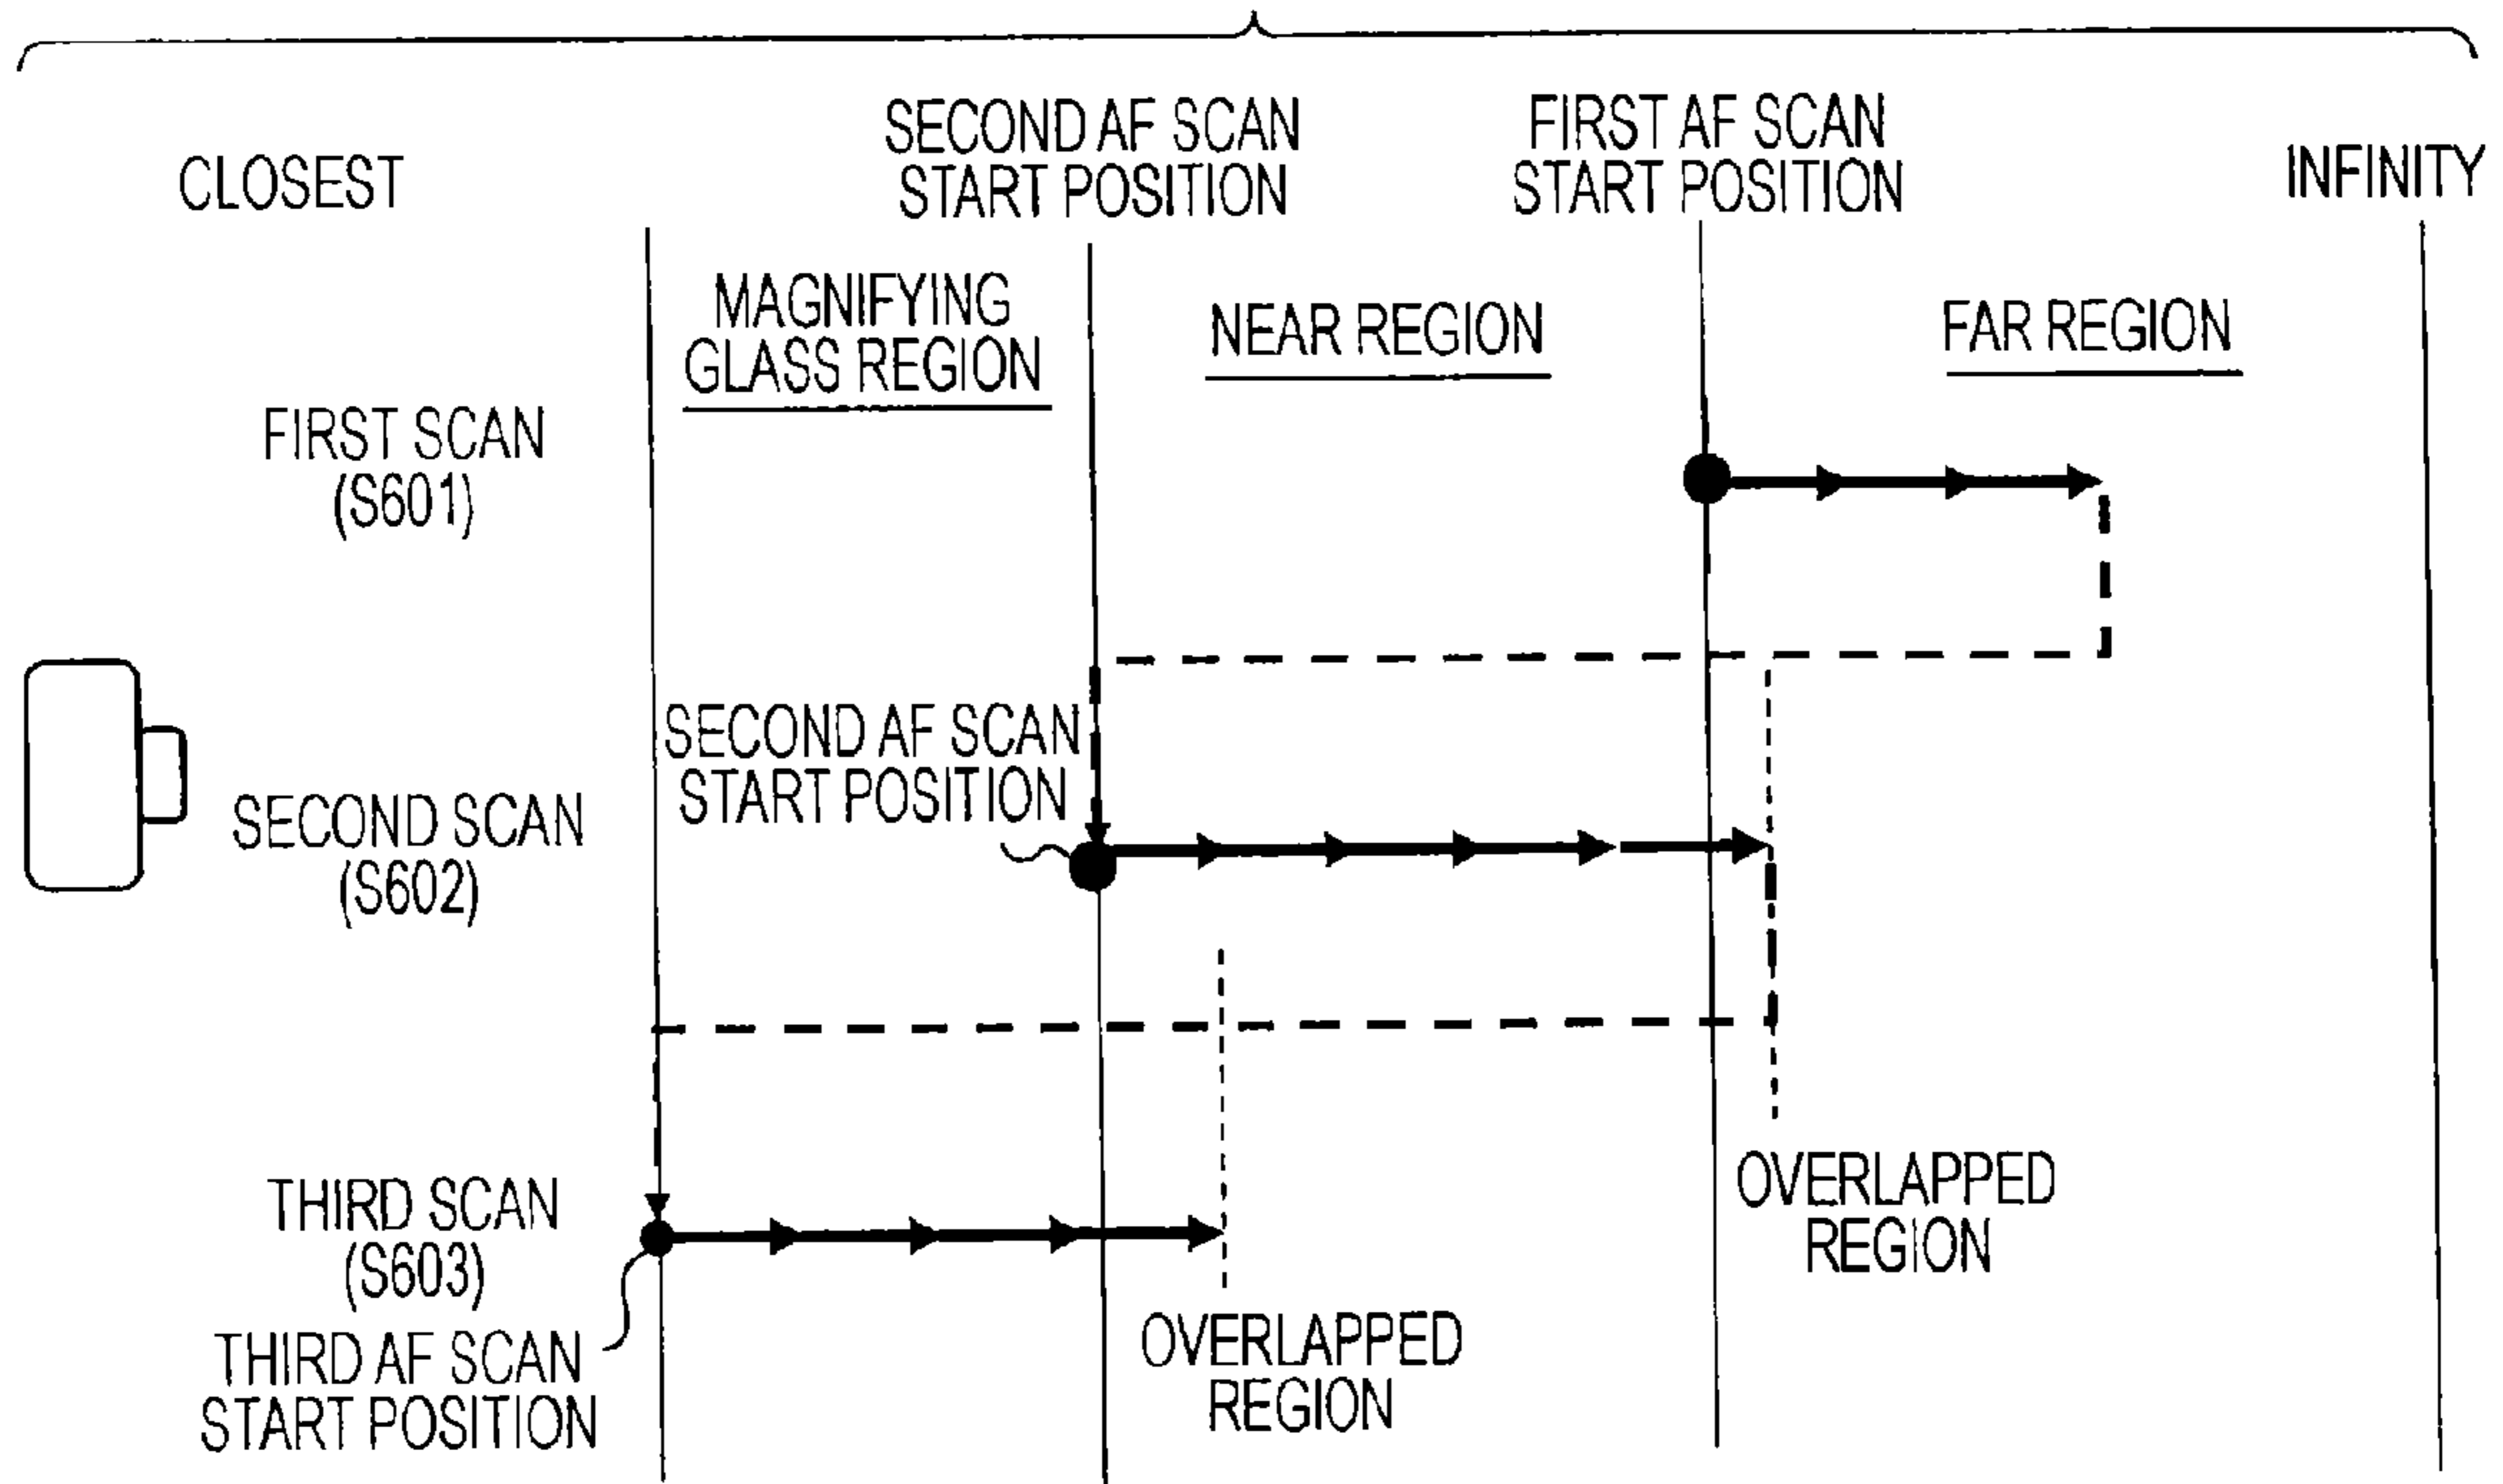 CLOSEST
SECOND AF SCAN
START POSITION
FIRST AF SCAN
START POSITION
INFINITY
MAGNIFYING
GLASS REGION
NEAR REGION
FAR REGION
FIRST SCAN
(S601)
SECOND AF SCAN
START POSITION
SECOND SCAN
(S602)
THIRD SCAN
(S603)
THIRD AF SCAN
START POSITION
OVERLAPPED
REGION
OVERLAPPED
REGION